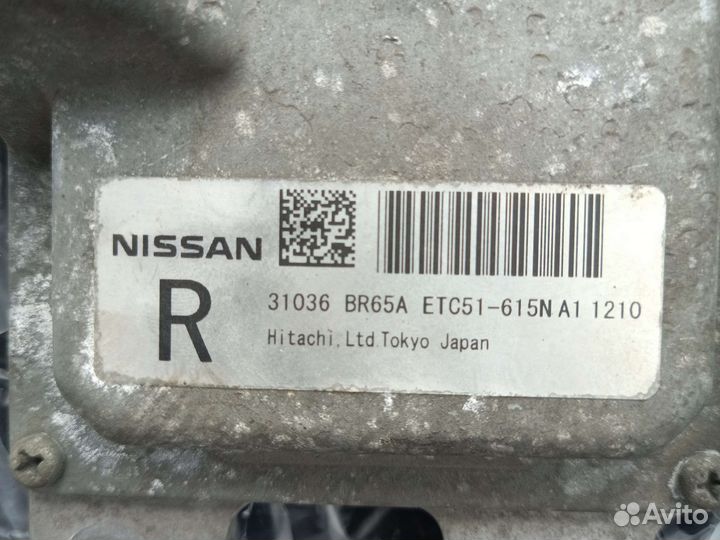 NISSAN
R
31036 BR65A ETC51-615N A1 1210
Hitachi,Ltd.Tokyo Japan
Avito